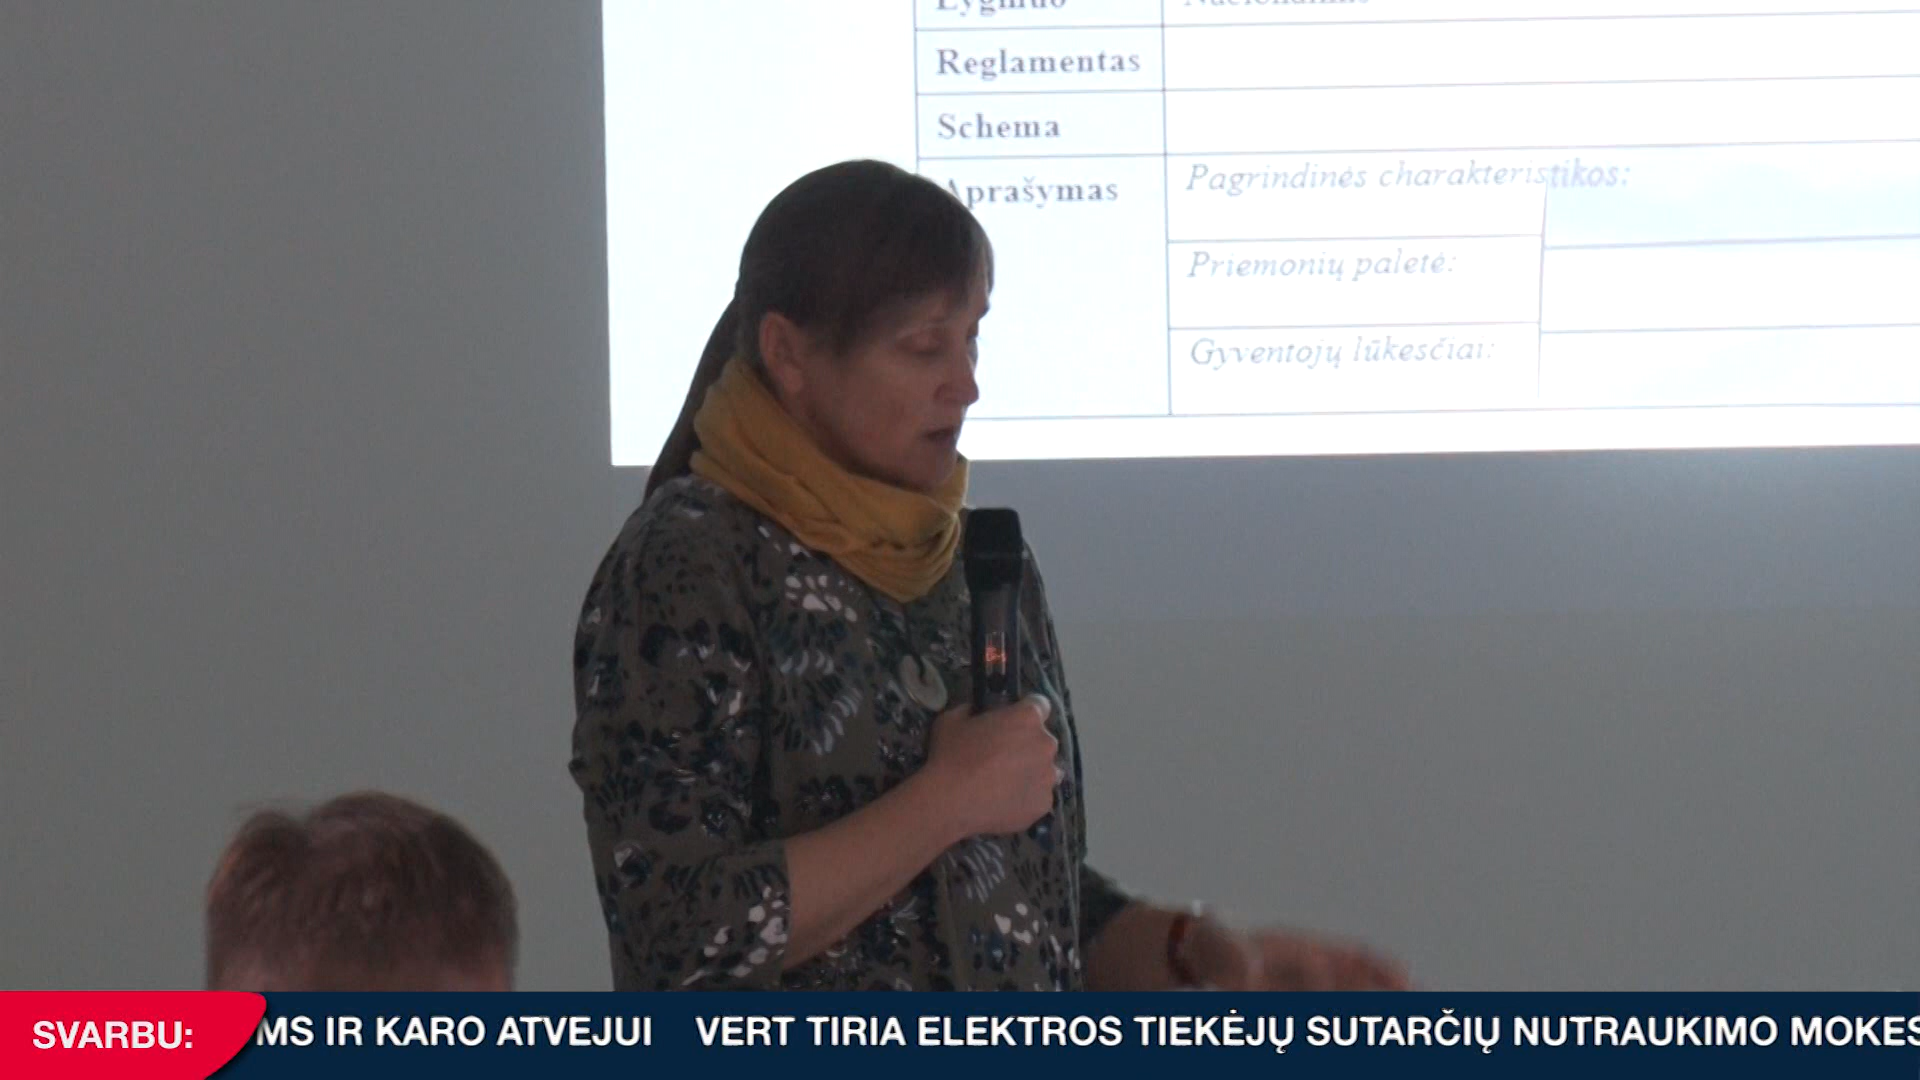 Reglamentas
Schema
Aprašymas
Pagrindinės charakteristikos:
Priemonių paletė:
Gyventojų lūkesčiai:
SVARBU:
MS IR KARO ATVEJUI VERT TIRIA ELEKTROS TIEKĖJŲ SUTARČIŲ NUTRAUKIMO MOKES